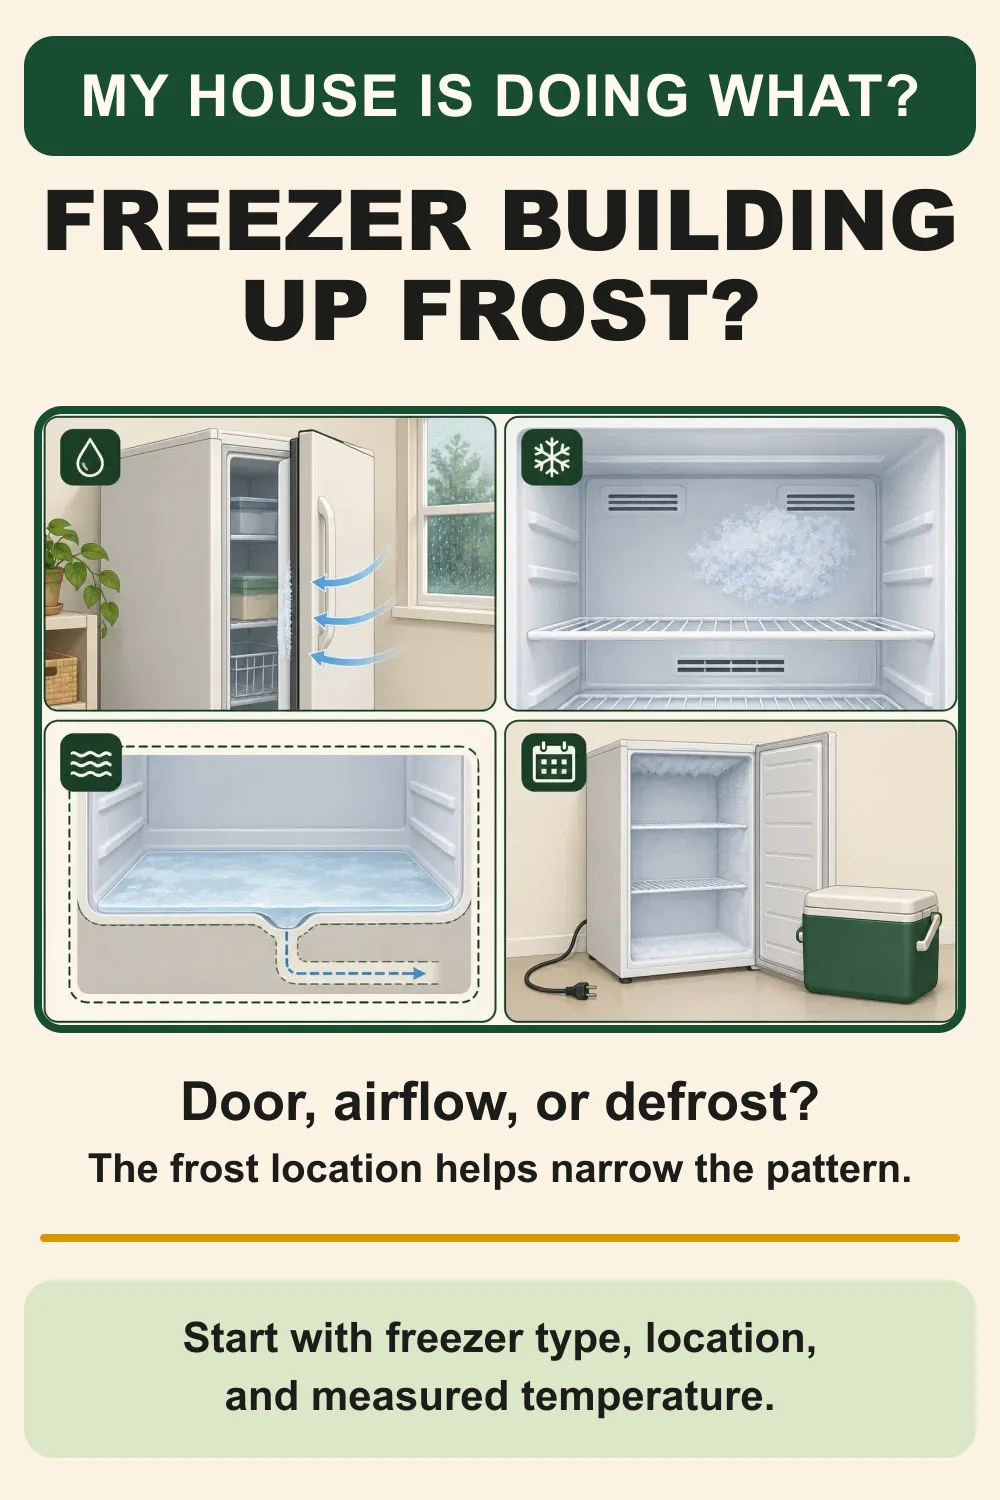 MY HOUSE IS DOING WHAT?
FREEZER BUILDING
UP FROST?
Door, airflow, or defrost?
The frost location helps narrow the pattern.
Start with freezer type, location,
and measured temperature.